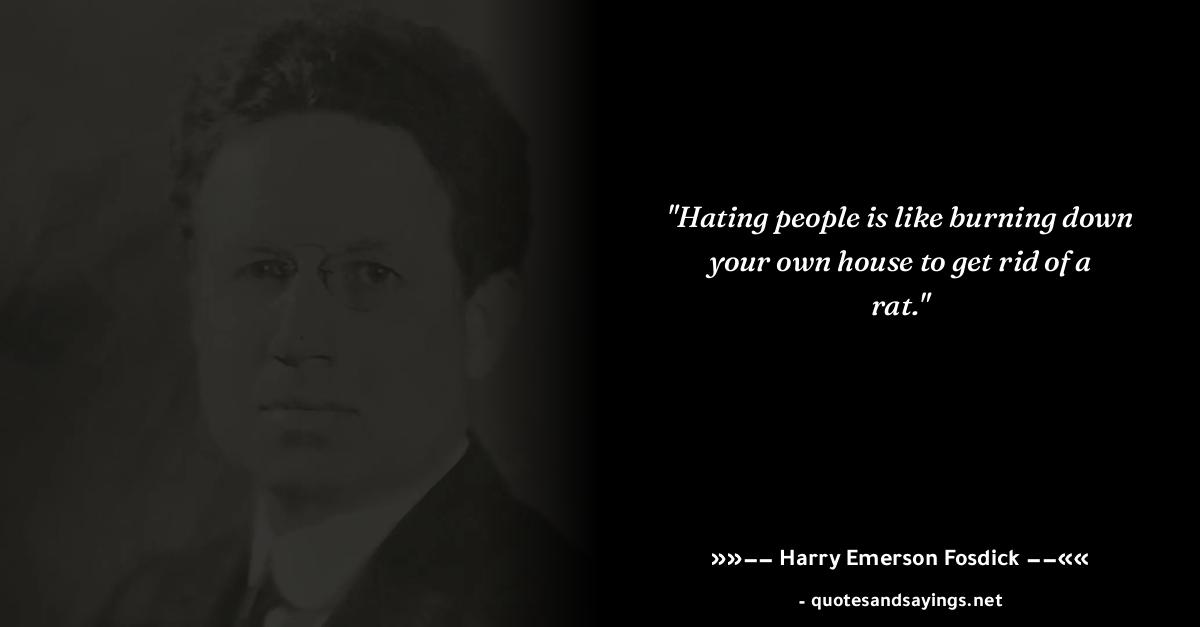 "Hating people is like burning down
your own house to get rid of a
rat."
»»−− Harry Emerson Fosdick −−««
- quotesandsayings.net